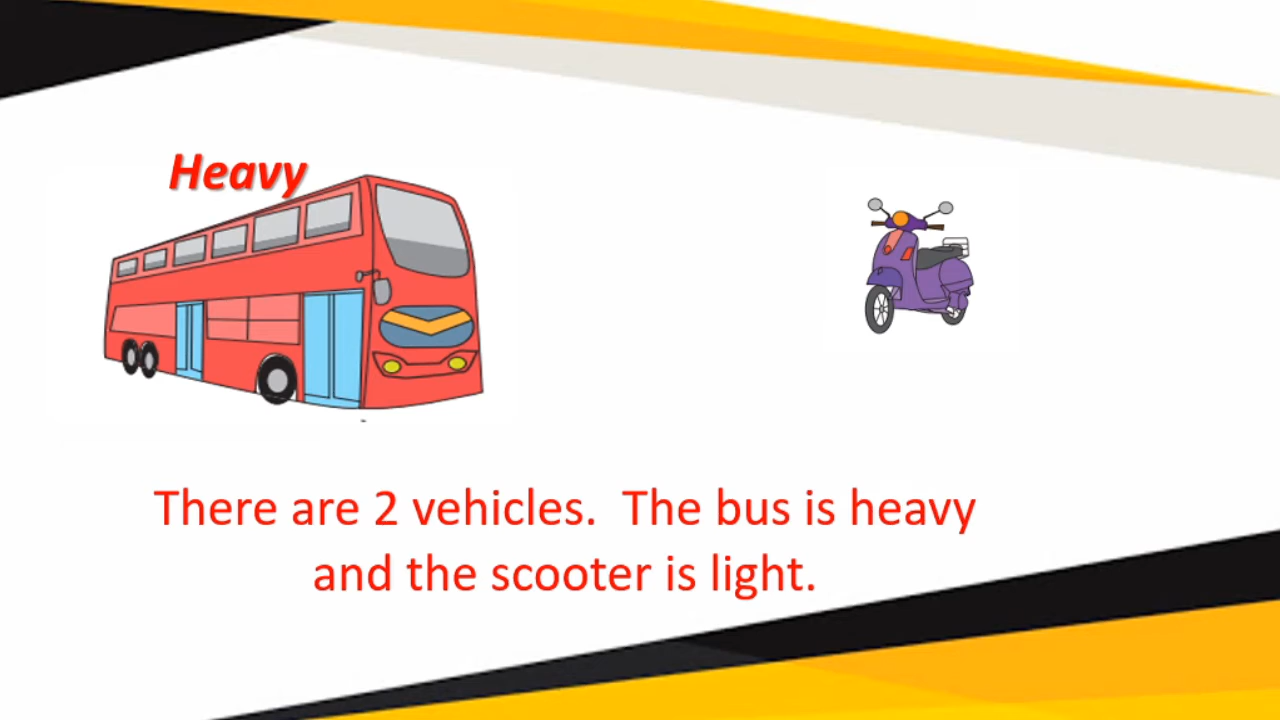 Heavy
There are 2 vehicles.  The bus is heavy
and the scooter is light.